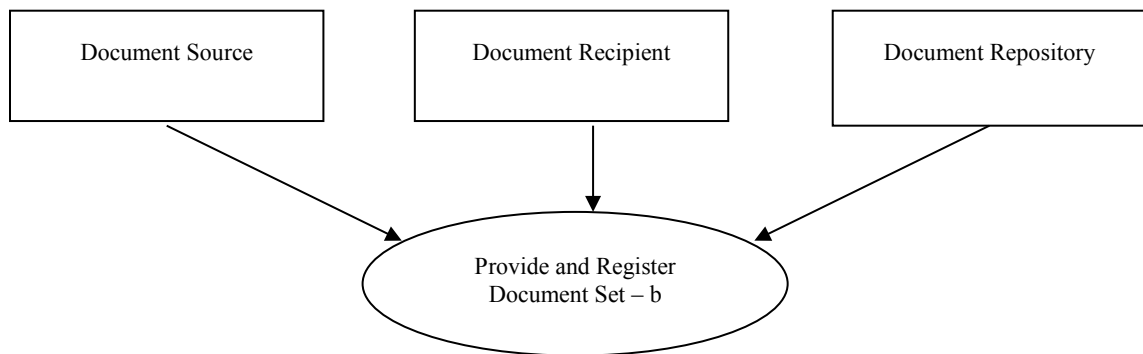 Document Source
Document Recipient
Document Repository
Provide and Register
Document Set – b